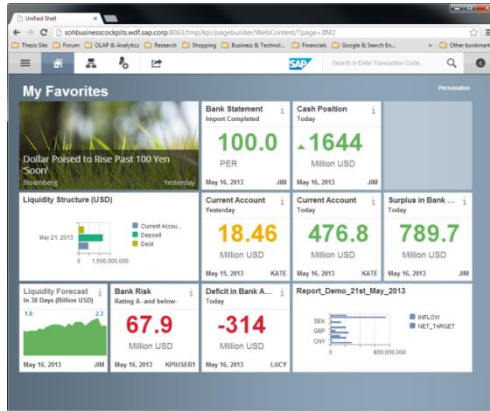 Unified Shell
sohbusinesscockpits.wdf.sap.corp:8063/tmp/kpi/pagebuilder/WebContent/?page=JIM2
Thesis Site
Forum
OLAP & Analytics
Research
Shopping
Business & Technol...
Financials
Google & Search En...
Other bookmark
SAP
Search or Enter Transaction Code..
My Favorites
Personalize
Dollar Poised to Rise Past 100 Yen
'Soon'
Bloomberg
Yesterday
Bank Statement
Import Completed
100.0
PER
May 16, 2013
JIM
Cash Position
Today
1644
Million USD
May 16, 2013
JIM
Liquidity Structure (USD)
May 21, 2013
Current Accou...
Deposit
Debt
0
1,500,000,000
Current Account
Yesterday
18.46
Million USD
May 15, 2013
KATE
Current Account
Today
476.8
Million USD
May 16, 2013
KATE
Surplus in Bank ...
Today
789.7
Million USD
May 16, 2013
JIM
Liquidity Forecast
In 30 Days (Billion USD)
1.8
2.3
May 16, 2013
JIM
Bank Risk
Rating A- and below-
67.9
Million USD
May 16, 2013
KPIUSER1
Deficit in Bank A...
Today
-314
Million USD
May 16, 2013
LUCY
Report_Demo_21st_May_2013
SEK
GBP
CNY
0
800,000,000
INFLOW
NET_TARGET